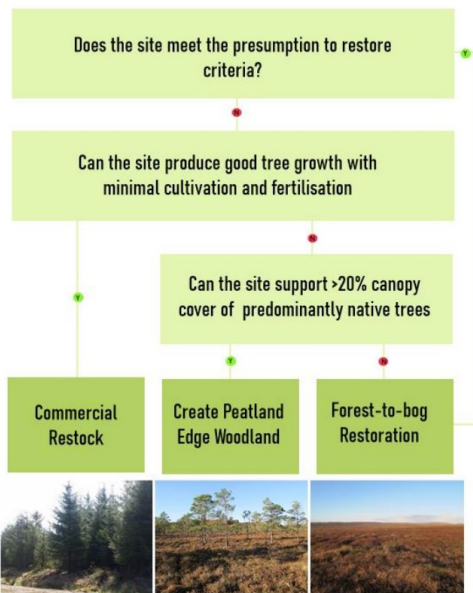 Does the site meet the presumption to restore
criteria?
Y
N
Can the site produce good tree growth with
minimal cultivation and fertilisation
N
Can the site support >20% canopy
cover of predominantly native trees
Y
Y
N
Commercial
Restock
Create Peatland
Edge Woodland
Forest-to-bog
Restoration